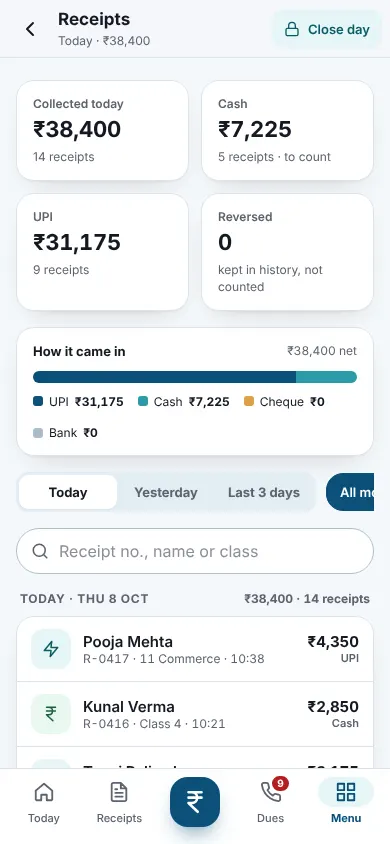 Receipts
Today · ₹38,400
Close day
Collected today
₹38,400
14 receipts
Cash
₹7,225
5 receipts · to count
UPI
₹31,175
9 receipts
Reversed
0
kept in history, not
counted
How it came in
₹38,400 net
UPI ₹31,175 Cash ₹7,225 Cheque ₹0
Bank ₹0
Today Yesterday Last 3 days All
Receipt no., name or class
TODAY · THU 8 OCT ₹38,400 · 14 receipts
Pooja Mehta ₹4,350
R-0417 · 11 Commerce · 10:38 UPI
Kunal Verma ₹2,850
R-0416 · Class 4 · 10:21 Cash
9
₹
Today Receipts Dues Menu